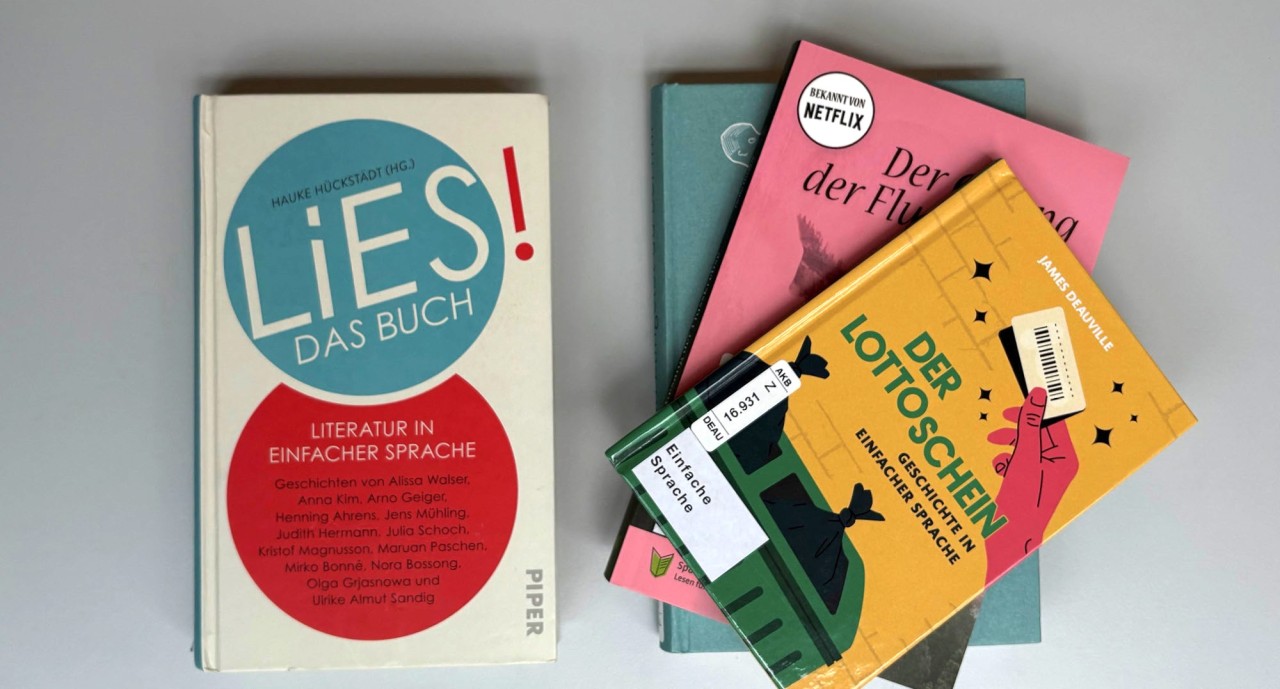 HAUKE HÜCKSTÄDT (HG.)
LiES!
DAS BUCH
LITERATUR IN
EINFACHER SPRACHE
Geschichten von Alissa Walser,
Anna Kim, Arno Geiger,
Henning Ahrens, Jens Mühling,
Judith Hermann, Julia Schoch,
Kristof Magnusson, Maruan Paschen,
Mirko Bonné, Nora Bossong,
Olga Grjasnowa und
Ulrike Almut Sandig
PIPER
BEKANNT VON
NETFLIX
Der
der
JAMES DEAUVILLE
DER
LOTTOSCHEIN
GESCHICHTE IN
EINFACHER SPRACHE
AKB
16.931 Z
DEAU
Einfache
Sprache
Lesen